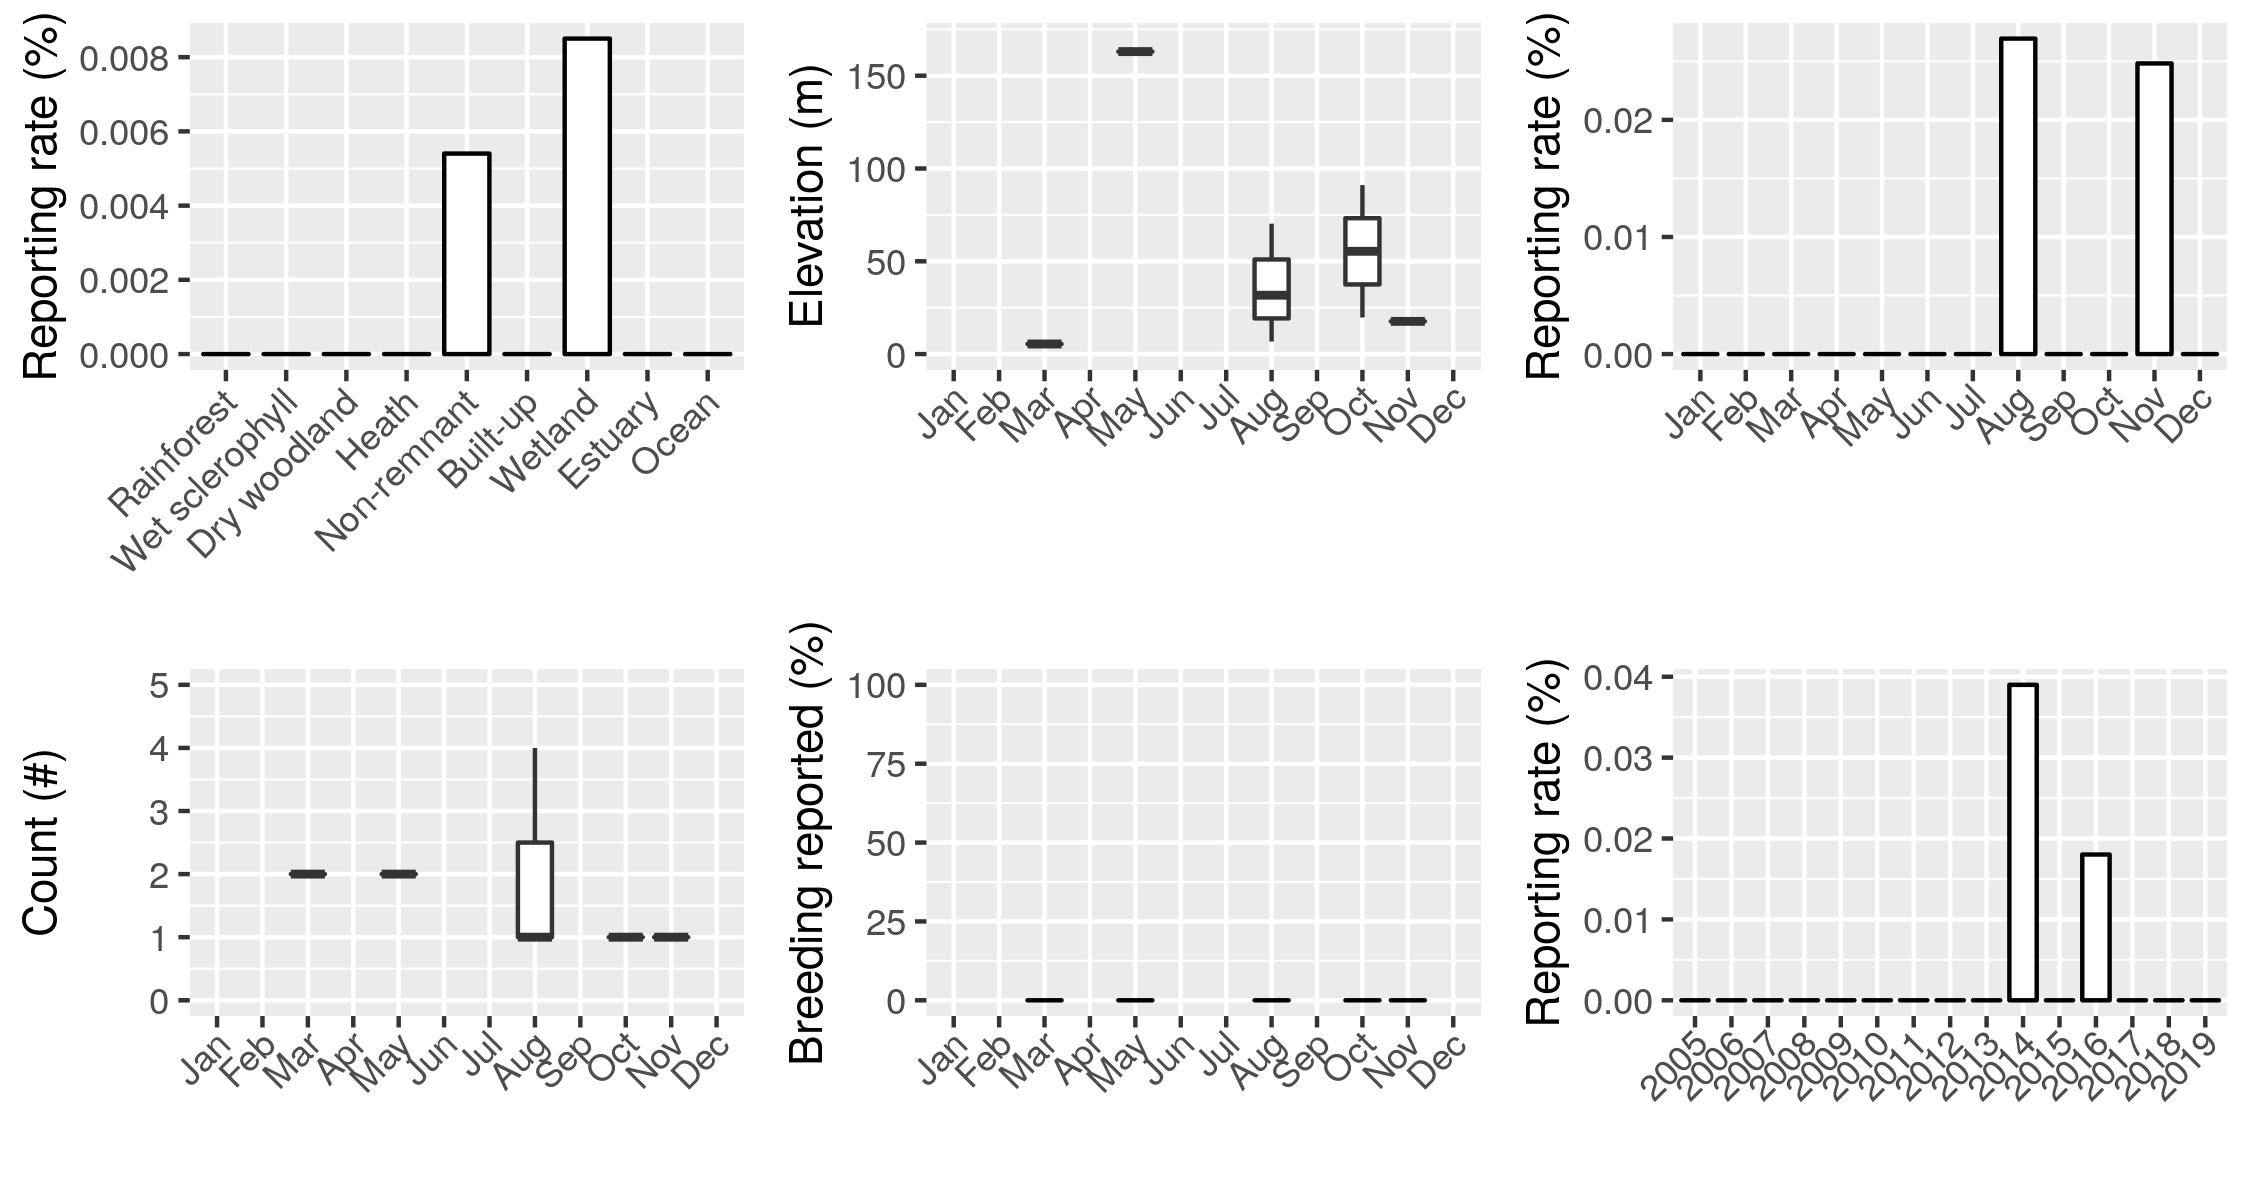 Reporting rate (%)
0.008
0.006
0.004
0.002
0.000
Rainforest
Wet sclerophyll
Dry woodland
Heath
Non-remnant
Built-up
Wetland
Estuary
Ocean
Elevation (m)
150
100
50
0
Jan
Feb
Mar
Apr
May
Jun
Jul
Aug
Sep
Oct
Nov
Dec
Reporting rate (%)
0.02
0.01
0.00
Jan
Feb
Mar
Apr
May
Jun
Jul
Aug
Sep
Oct
Nov
Dec
Count (#)
5
4
3
2
1
0
Jan
Feb
Mar
Apr
May
Jun
Jul
Aug
Sep
Oct
Nov
Dec
Breeding reported (%)
100
75
50
25
0
Jan
Feb
Mar
Apr
May
Jun
Jul
Aug
Sep
Oct
Nov
Dec
Reporting rate (%)
0.04
0.03
0.02
0.01
0.00
2005
2006
2007
2008
2009
2010
2011
2012
2013
2014
2015
2016
2017
2018
2019